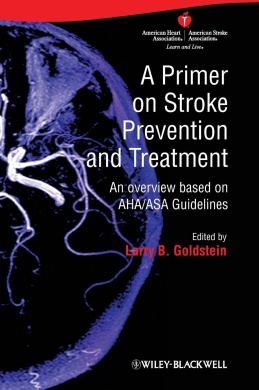 American Heart Association® | American Stroke Association®
Learn and Live®
A Primer
on Stroke
Prevention
and Treatment
An overview based on
AHA/ASA Guidelines
Edited by
Larry B. Goldstein
WILEY-BLACKWELL